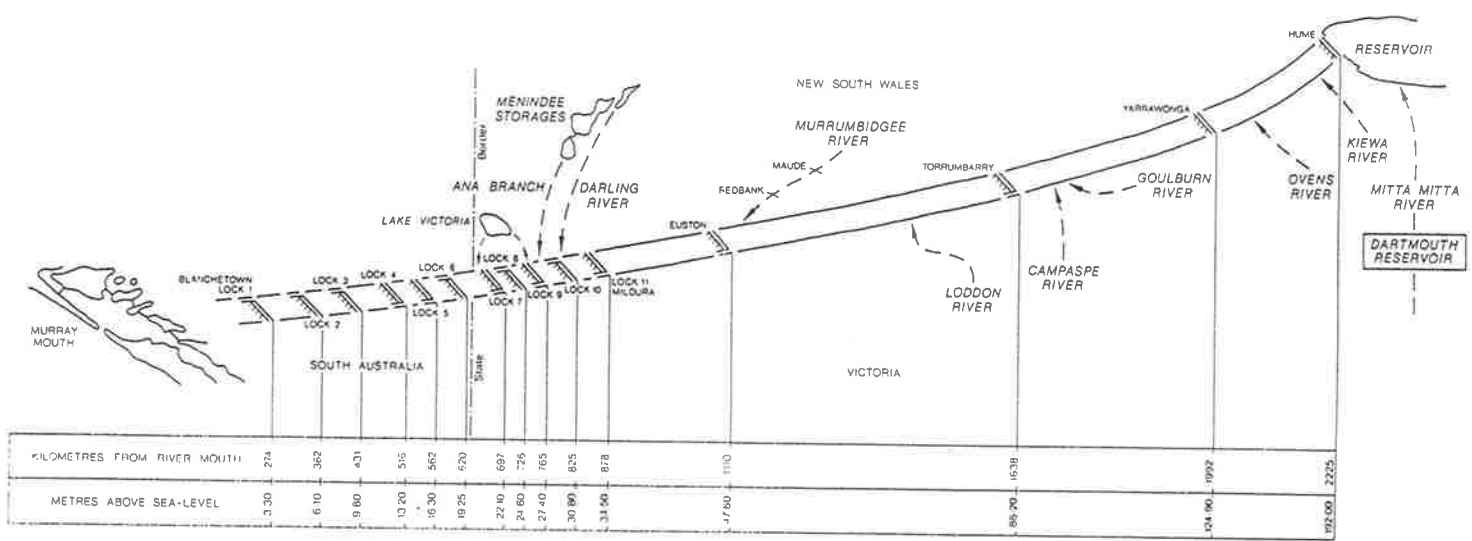 HUME
RESERVOIR
NEW SOUTH WALES
MENINDEE
STORAGES
YARRAWONGA
MURRUMBIDGEE
RIVER
KIEWA
RIVER
Border
MAUDE
TORRUMBARRY
GOULBURN
RIVER
OVENS
RIVER
MITTA MITTA
RIVER
ANA BRANCH
DARLING
RIVER
REDBANK
LAKE VICTORIA
EUSTON
DARTMOUTH
RESERVOIR
CAMPASPE
RIVER
LODDON
RIVER
BLANCHETOWN
LOCK 1
LOCK 3
LOCK 4
LOCK 6
LOCK 8
LOCK 11
MILDURA
LOCK 2
LOCK 5
LOCK 7
LOCK 9
LOCK 10
MURRAY
MOUTH
SOUTH AUSTRALIA
State
VICTORIA
KILOMETRES FROM RIVER MOUTH 274 362 431 516 562 620 697 726 765 825 878 1110 1638 1992 2225
METRES ABOVE SEA-LEVEL 3.30 6.10 9.80 13.20 16.30 19.25 22.10 24.60 27.40 30.80 34.50 47.60 86.20 124.90 192.00